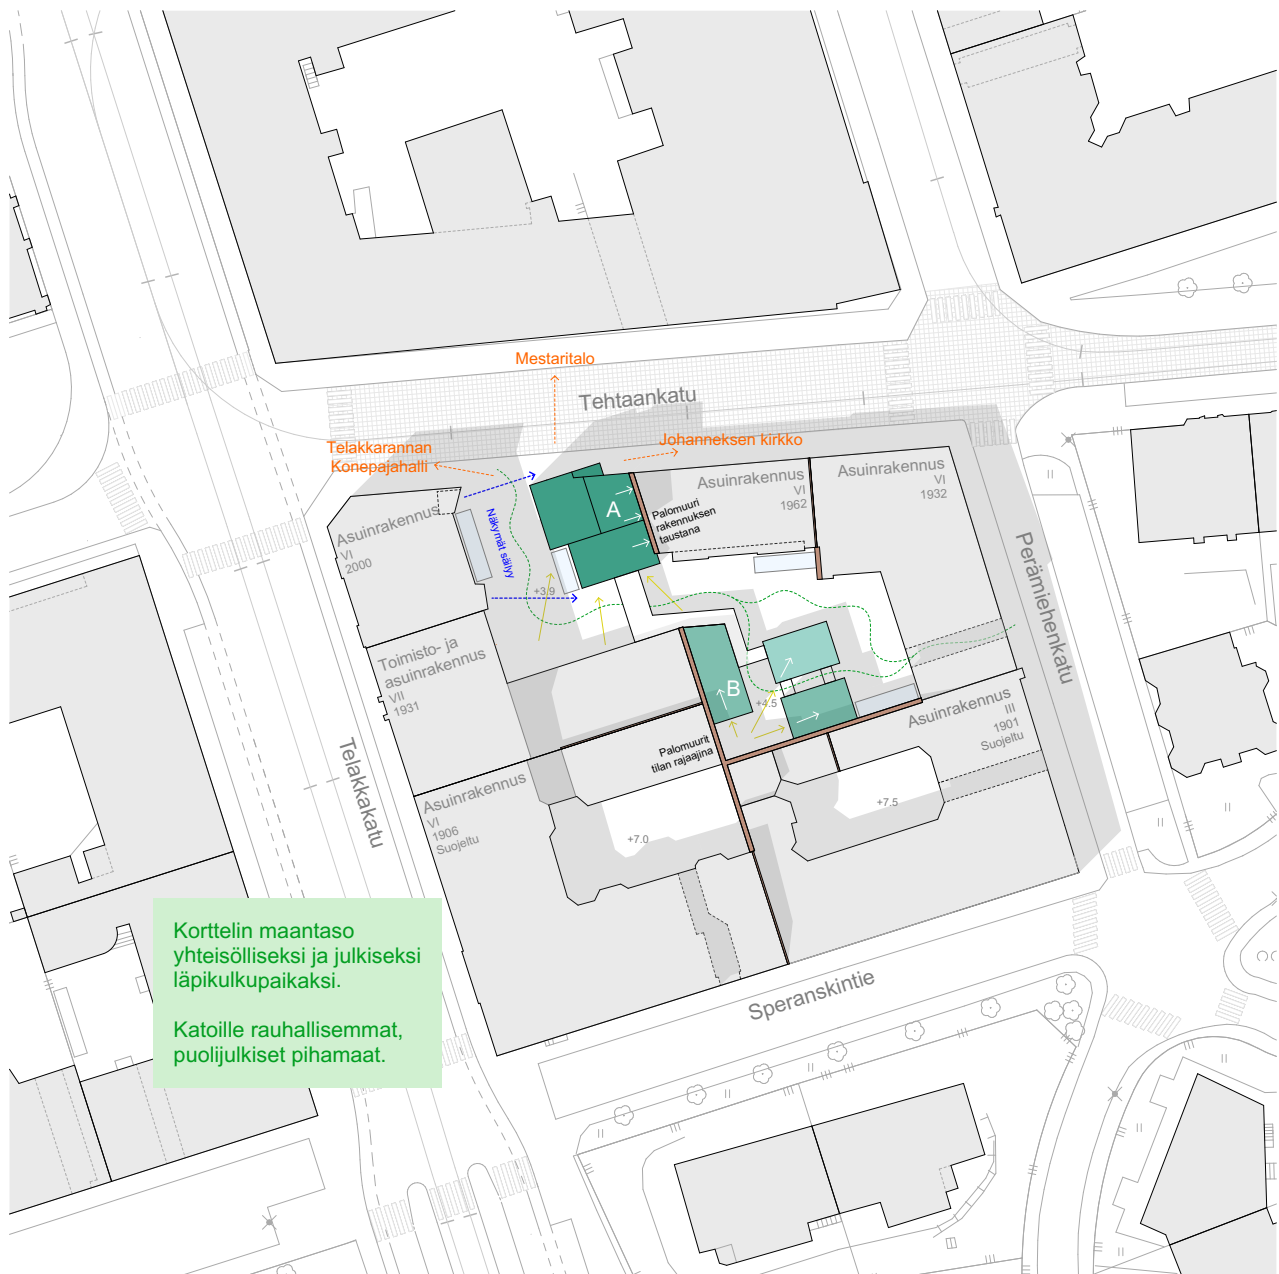 Mestaritalo
Tehtaankatu
Telakkarannan
Konepajahalli
Johanneksen kirkko
Asuinrakennus
VI
1962
Asuinrakennus
VI
1932
Asuinrakennus
VI
2000
Näkymät säilyy
A
Palomuuri
rakennuksen
taustana
+3.9
Perämiehenkatu
Toimisto- ja
asuinrakennus
VII
1931
B
+4.5
Asuinrakennus
III
1901
Suojeltu
Palomuurit
tilan rajaajina
Telakkakatu
Asuinrakennus
VI
1906
Suojeltu
+7.0
+7.5
Speranskintie
Korttelin maantaso
yhteisölliseksi ja julkiseksi
läpikulkupaikaksi.
Katoille rauhallisemmat,
puolijulkiset pihamaat.